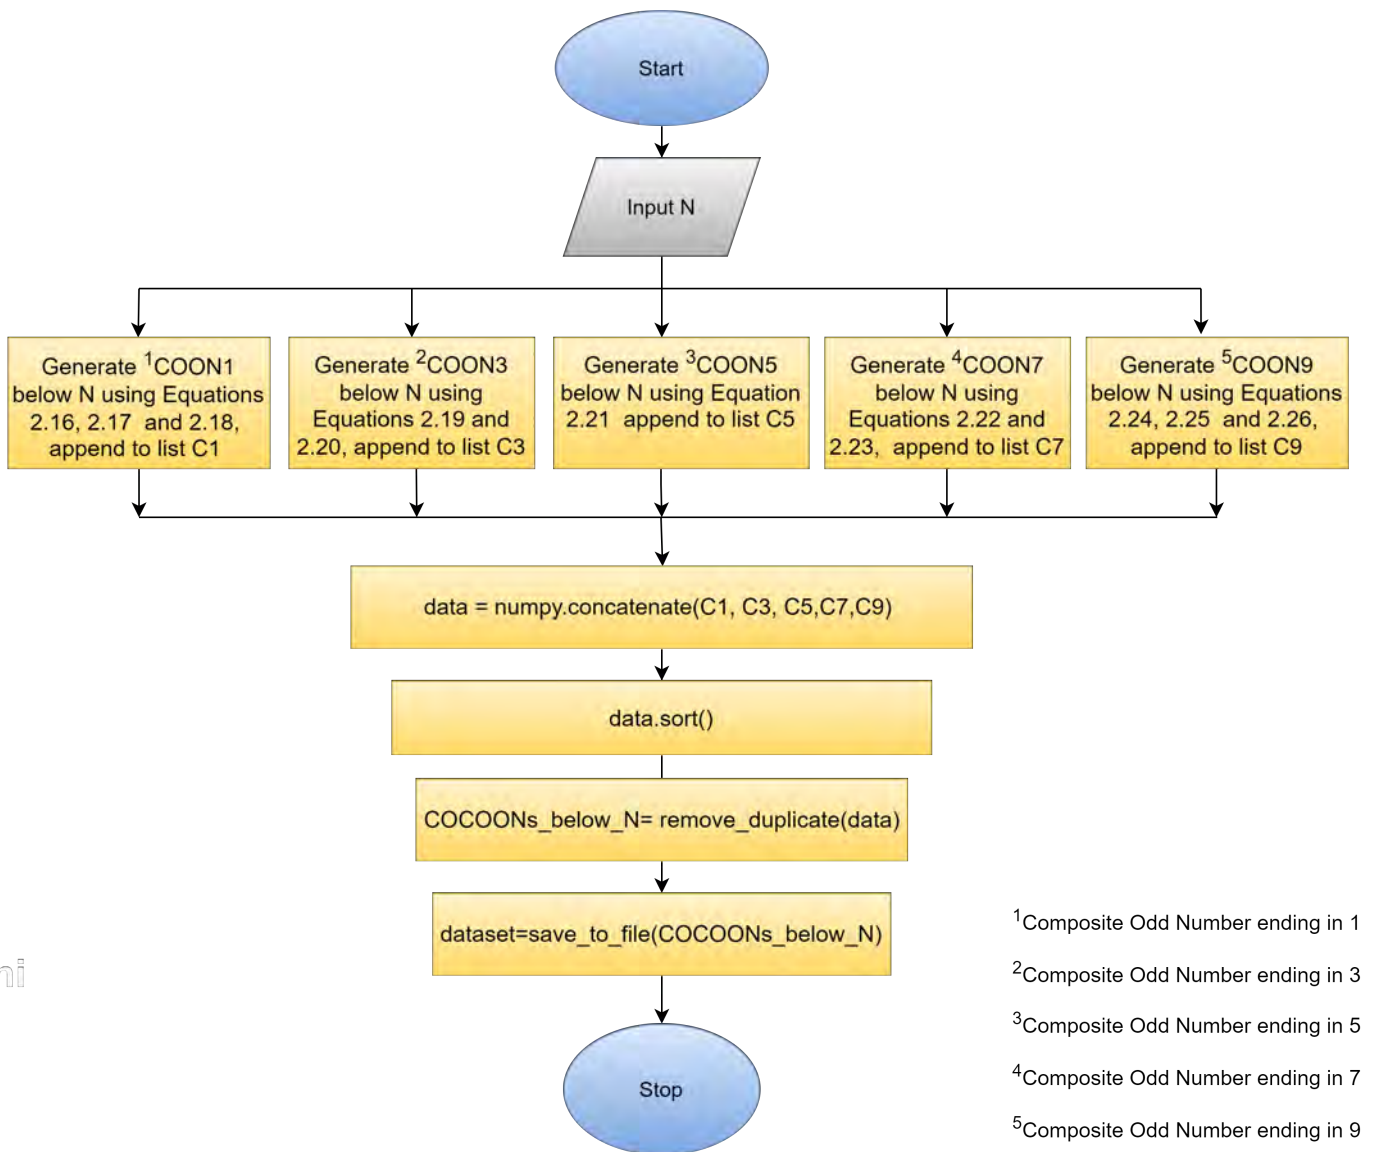 Start
Input N
Generate ¹COON1
below N using Equations
2.16, 2.17 and 2.18,
append to list C1
Generate ²COON3
below N using
Equations 2.19 and
2.20, append to list C3
Generate ³COON5
below N using Equation
2.21 append to list C5
Generate ⁴COON7
below N using
Equations 2.22 and
2.23, append to list C7
Generate ⁵COON9
below N using Equations
2.24, 2.25 and 2.26,
append to list C9
data = numpy.concatenate(C1, C3, C5,C7,C9)
data.sort()
COCOONs_below_N= remove_duplicate(data)
dataset=save_to_file(COCOONs_below_N)
Stop
¹Composite Odd Number ending in 1
²Composite Odd Number ending in 3
³Composite Odd Number ending in 5
⁴Composite Odd Number ending in 7
⁵Composite Odd Number ending in 9